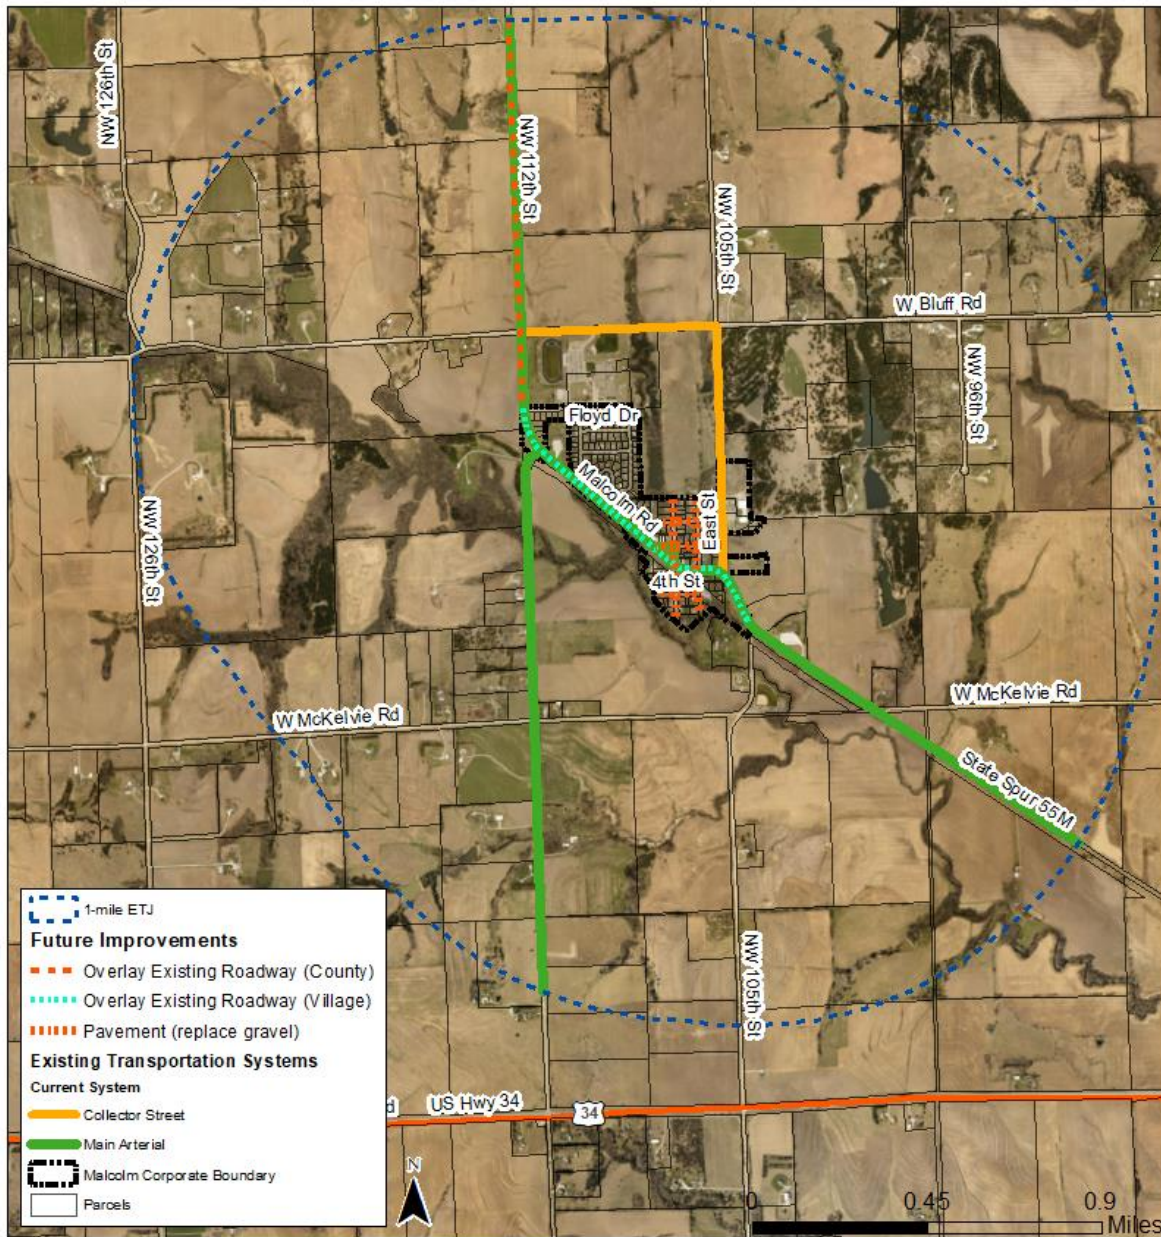 NW 126th St
NW 112th St
NW 105th St
W Bluff Rd
NW 96th St
Floyd Dr
Malcolm Rd
East St
4th St
NW 126th St
W McKelvie Rd
W McKelvie Rd
State Spur 55M
NW 105th St
1-mile ETJ
Future Improvements
Overlay Existing Roadway (County)
Overlay Existing Roadway (Village)
Pavement (replace gravel)
Existing Transportation Systems
Current System
Collector Street
Main Arterial
Malcolm Corporate Boundary
Parcels
d
US Hwy 34
34
N
0 0.45 0.9
Miles